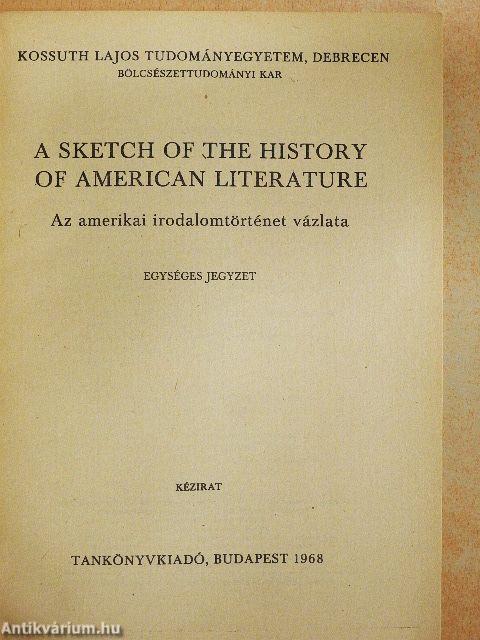 KOSSUTH LAJOS TUDOMÁNYEGYETEM, DEBRECEN
BÖLCSÉSZETTUDOMÁNYI KAR
A SKETCH OF THE HISTORY
OF AMERICAN LITERATURE
Az amerikai irodalomtörténet vázlata
EGYSÉGES JEGYZET
KÉZIRAT
TANKÖNYVKIADÓ, BUDAPEST 1968
Antikvárium.hu